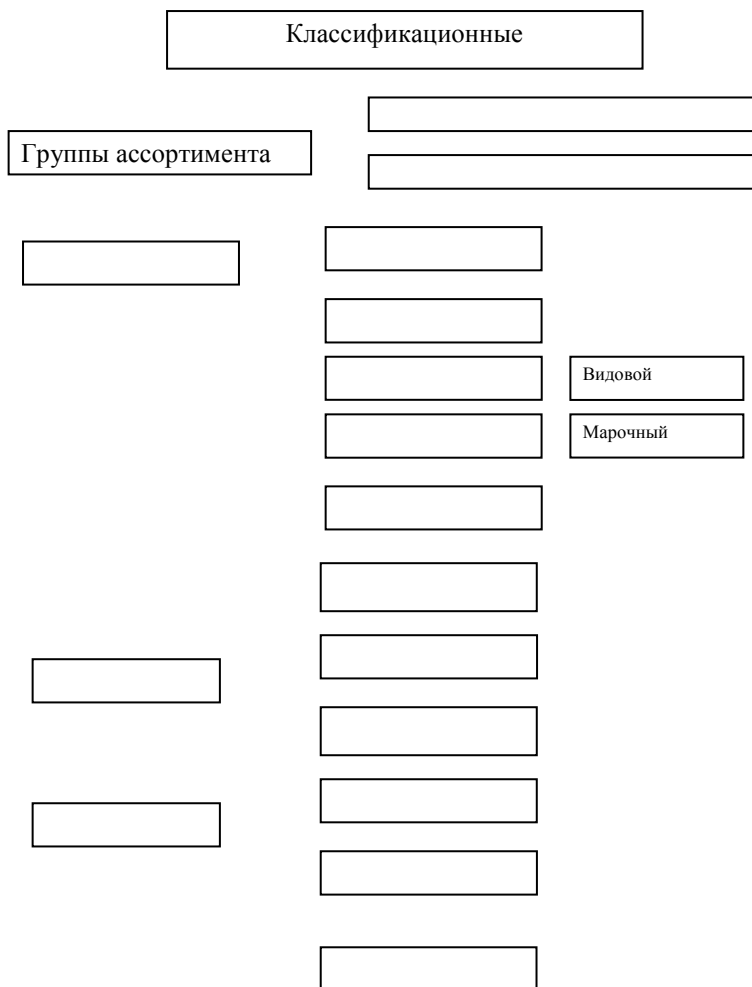 Классификационные
Группы ассортимента
Видовой
Марочный